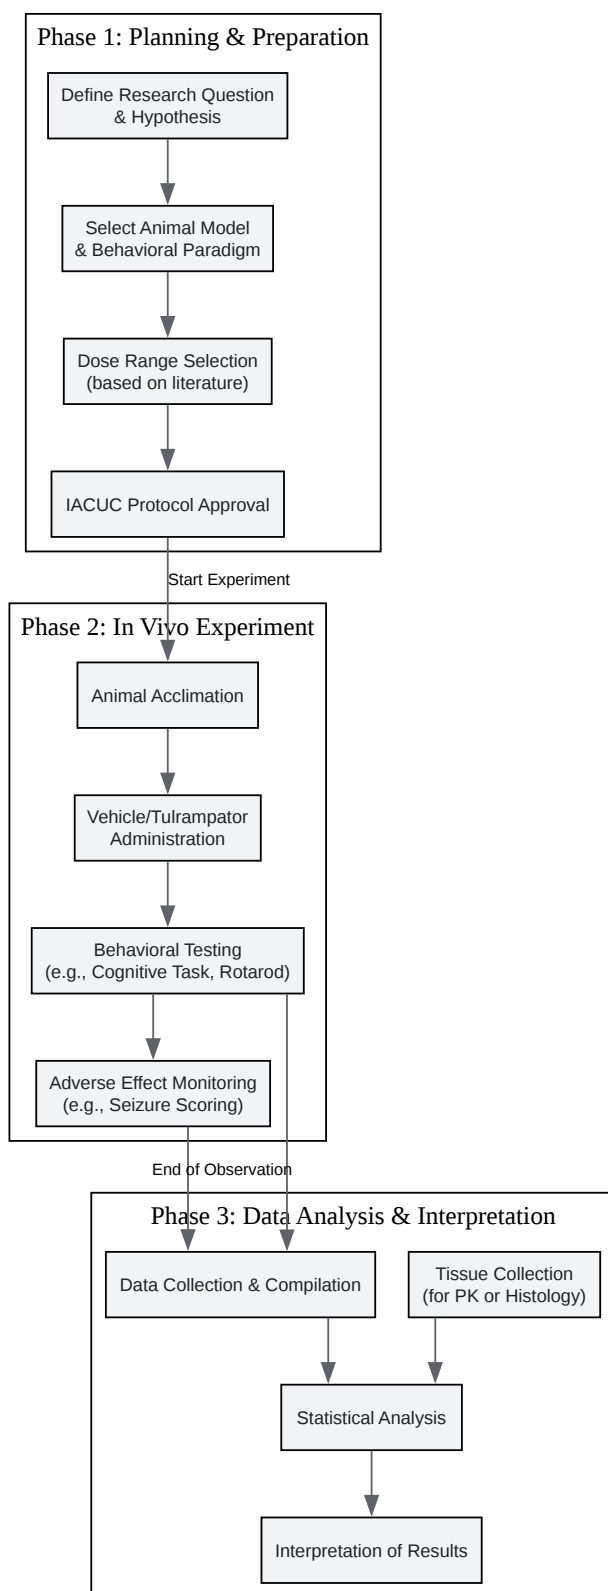 Phase 1: Planning & Preparation
Define Research Question
& Hypothesis
Select Animal Model
& Behavioral Paradigm
Dose Range Selection
(based on literature)
IACUC Protocol Approval
Start Experiment
Phase 2: In Vivo Experiment
Animal Acclimation
Vehicle/Tulrampator
Administration
Behavioral Testing
(e.g., Cognitive Task, Rotarod)
Adverse Effect Monitoring
(e.g., Seizure Scoring)
End of Observation
Phase 3: Data Analysis & Interpretation
Data Collection & Compilation
Tissue Collection
(for PK or Histology)
Statistical Analysis
Interpretation of Results